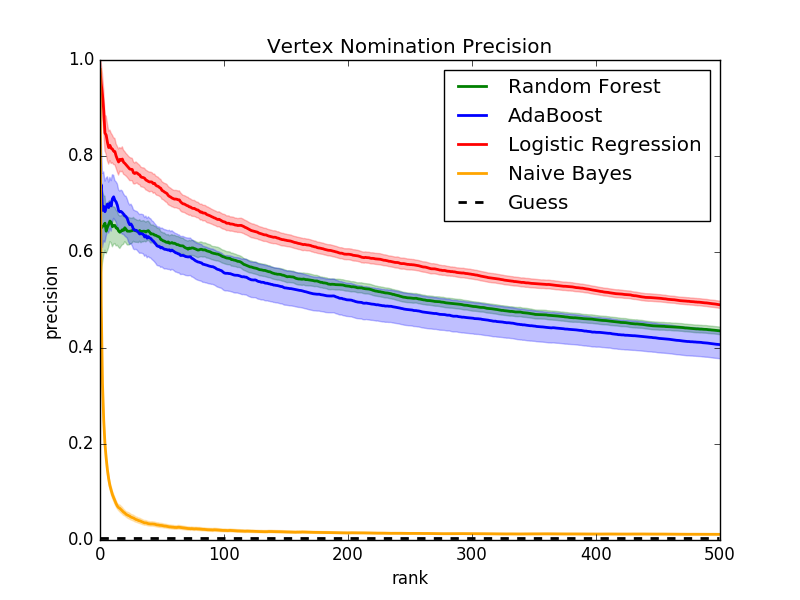 Vertex Nomination Precision
1.0
0.8
0.6
0.4
0.2
0.0
precision
Random Forest
AdaBoost
Logistic Regression
Naive Bayes
Guess
0 100 200 300 400 500
rank